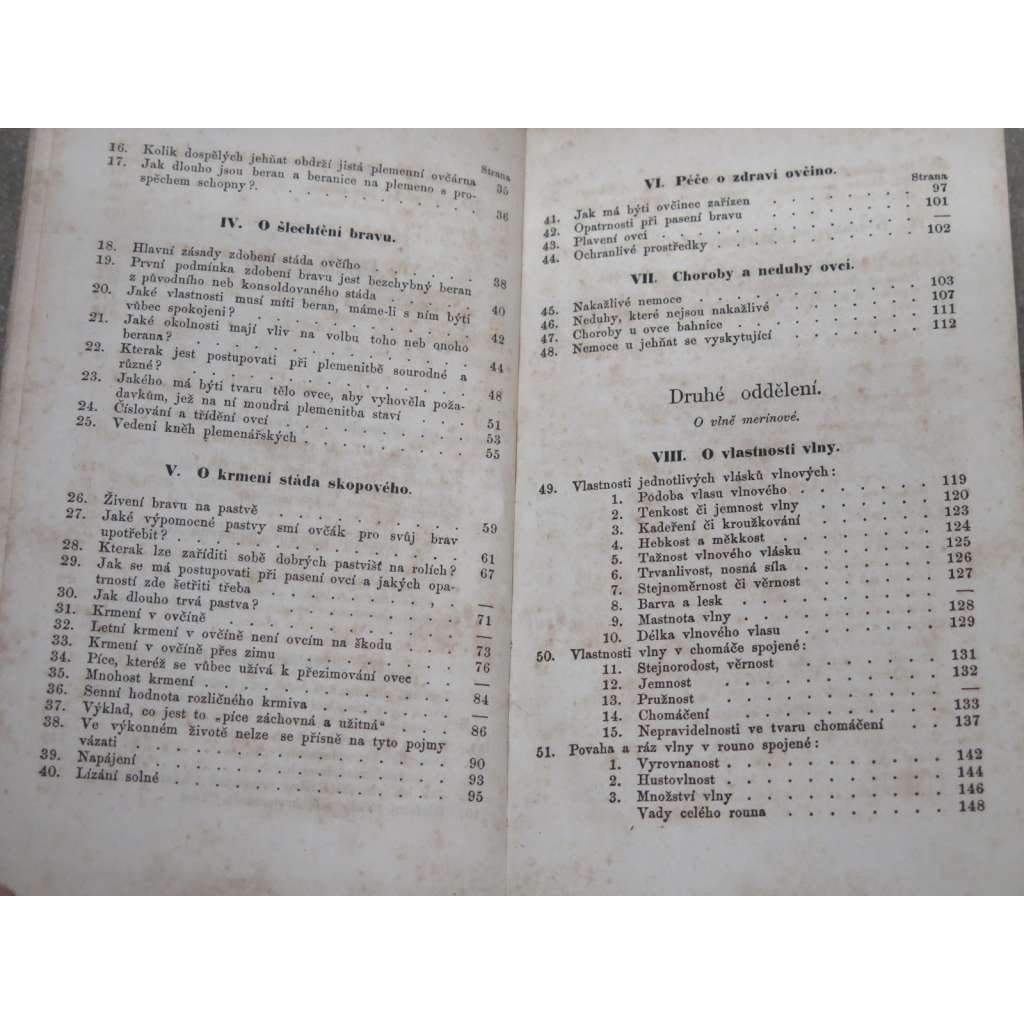 Strana
16. Kolik dospělých jehňat obdrží jistá plemenní ovčárna 35
17. Jak dlouho jsou beran a beranice na plemeno s pro-
spěchem schopny?. . . . . . . . . . 36
IV. O šlechtění bravu.
18. Hlavní zásady zdobení stáda ovčího . . . . . . 38
19. První podmínka zdobení bravu jest bezchybný beran
z původního neb konsolidovaného stáda . . . . . 40
20. Jaké vlastnosti musí míti beran, máme-li s ním býti
vůbec spokojeni? . . . . . . . . . . 42
21. Jaké okolnosti mají vliv na volbu toho neb onoho
berana? . . . . . . . . . . . . 44
22. Kterak jest postupovati při plemenitbě sourodné a
různé? . . . . . . . . . . . . 48
23. Jakého má býti tvaru tělo ovce, aby vyhověla poža-
davkům, jež na ní moudrá plemenitba staví . . . 51
24. Číslování a třídění ovcí . . . . . . . . 53
25. Vedení kněh plemenářských . . . . . . . . 55
V. O krmení stáda skopového.
26. Živení bravu na pastvě . . . . . . . . 59
27. Jaké výpomocné pastvy smí ovčák pro svůj brav
upotřebit? . . . . . . . . . . . . 61
28. Kterak lze zaříditi sobě dobrých pastvišť na rolích? 67
29. Jak se má postupovati při pasení ovcí a jakých opa-
trností zde šetřiti třeba . . . . . . . . —
30. Jak dlouho trvá pastva? . . . . . . . . 71
31. Krmení v ovčíně . . . . . . . . . . —
32. Letní krmení v ovčíně není ovcím na škodu . . . 73
33. Krmení v ovčíně přes zimu . . . . . . . 76
34. Píce, kteréž se vůbec užívá k přezimování ovec . . —
35. Mnohost krmení . . . . . . . . . . 84
36. Senní hodnota rozličného krmiva . . . . . . —
37. Výklad, co jest to „píce záchovná a užitná“ . . . 86
38. Ve výkonném životě nelze se přísně na tyto pojmy
vázati . . . . . . . . . . . . 90
39. Napájení . . . . . . . . . . . . 93
40. Lízání solné . . . . . . . . . . . 95
VI. Péče o zdraví ovčíno.
Strana
41. Jak má býti ovčinec zařízen . . . . . . . 97
42. Opatrnosti při pasení bravu . . . . . . . 101
43. Plavení ovcí . . . . . . . . . . . —
44. Ochranlivé prostředky . . . . . . . . 102
VII. Choroby a neduhy ovcí.
45. Nakažlivé nemoce . . . . . . . . . . 103
46. Neduhy, které nejsou nakažlivé . . . . . . 107
47. Choroby u ovce bahnice . . . . . . . . 111
48. Nemoce u jehňat se vyskytující . . . . . . 112
Druhé oddělení.
O vlně merinové.
VIII. O vlastnosti vlny.
49. Vlastnosti jednotlivých vlásků vlnových:
1. Podoba vlasu vlnového . . . . . . 119
2. Tenkost či jemnost vlny . . . . . . 120
3. Kadeření či kroužkování . . . . . . 123
4. Hebkost a měkkost . . . . . . . 124
5. Tažnost vlnového vlásku . . . . . . 125
6. Trvanlivost, nosná síla . . . . . . 126
7. Stejnoměrnost či věrnost . . . . . . 127
8. Barva a lesk . . . . . . . . . —
9. Mastnota vlny . . . . . . . . . 128
10. Délka vlnového vlasu . . . . . . . 129
50. Vlastnosti vlny v chomáče spojené:
11. Stejnorodost, věrnost . . . . . . . 131
12. Jemnost . . . . . . . . . . 132
13. Pružnost . . . . . . . . . . —
14. Chomáčení . . . . . . . . . . 133
15. Nepravidelnosti ve tvaru chomáčení . . . 137
51. Povaha a ráz vlny v rouno spojené:
1. Vyrovnanost . . . . . . . . . . 142
2. Hustovlnost . . . . . . . . . . 144
3. Množství vlny . . . . . . . . . 146
Vady celého rouna . . . . . . . 148